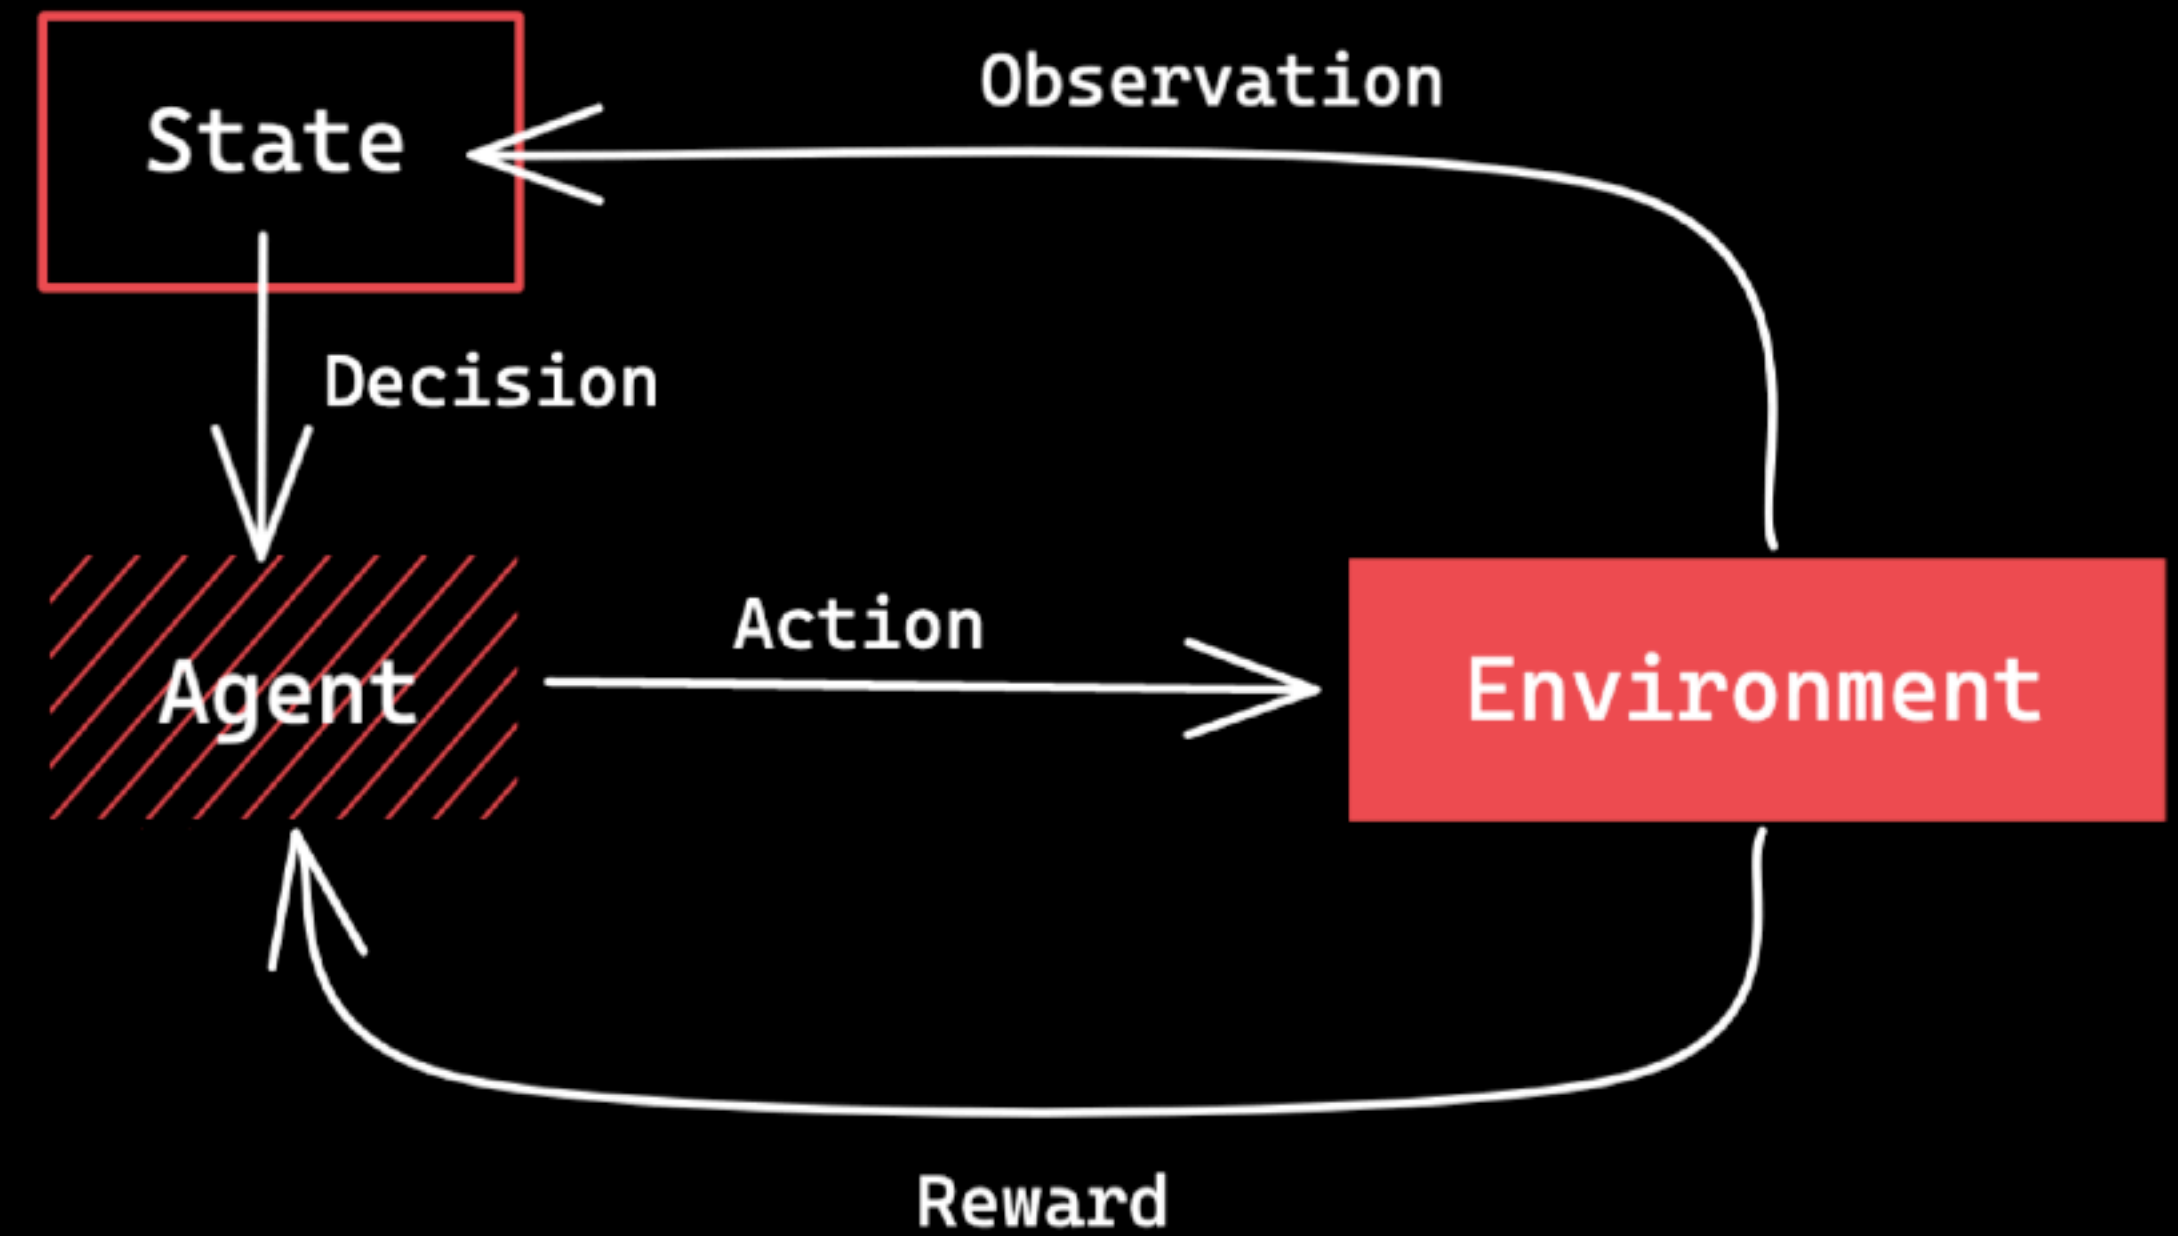 Observation
State
Decision
Action
Agent
Environment
Reward